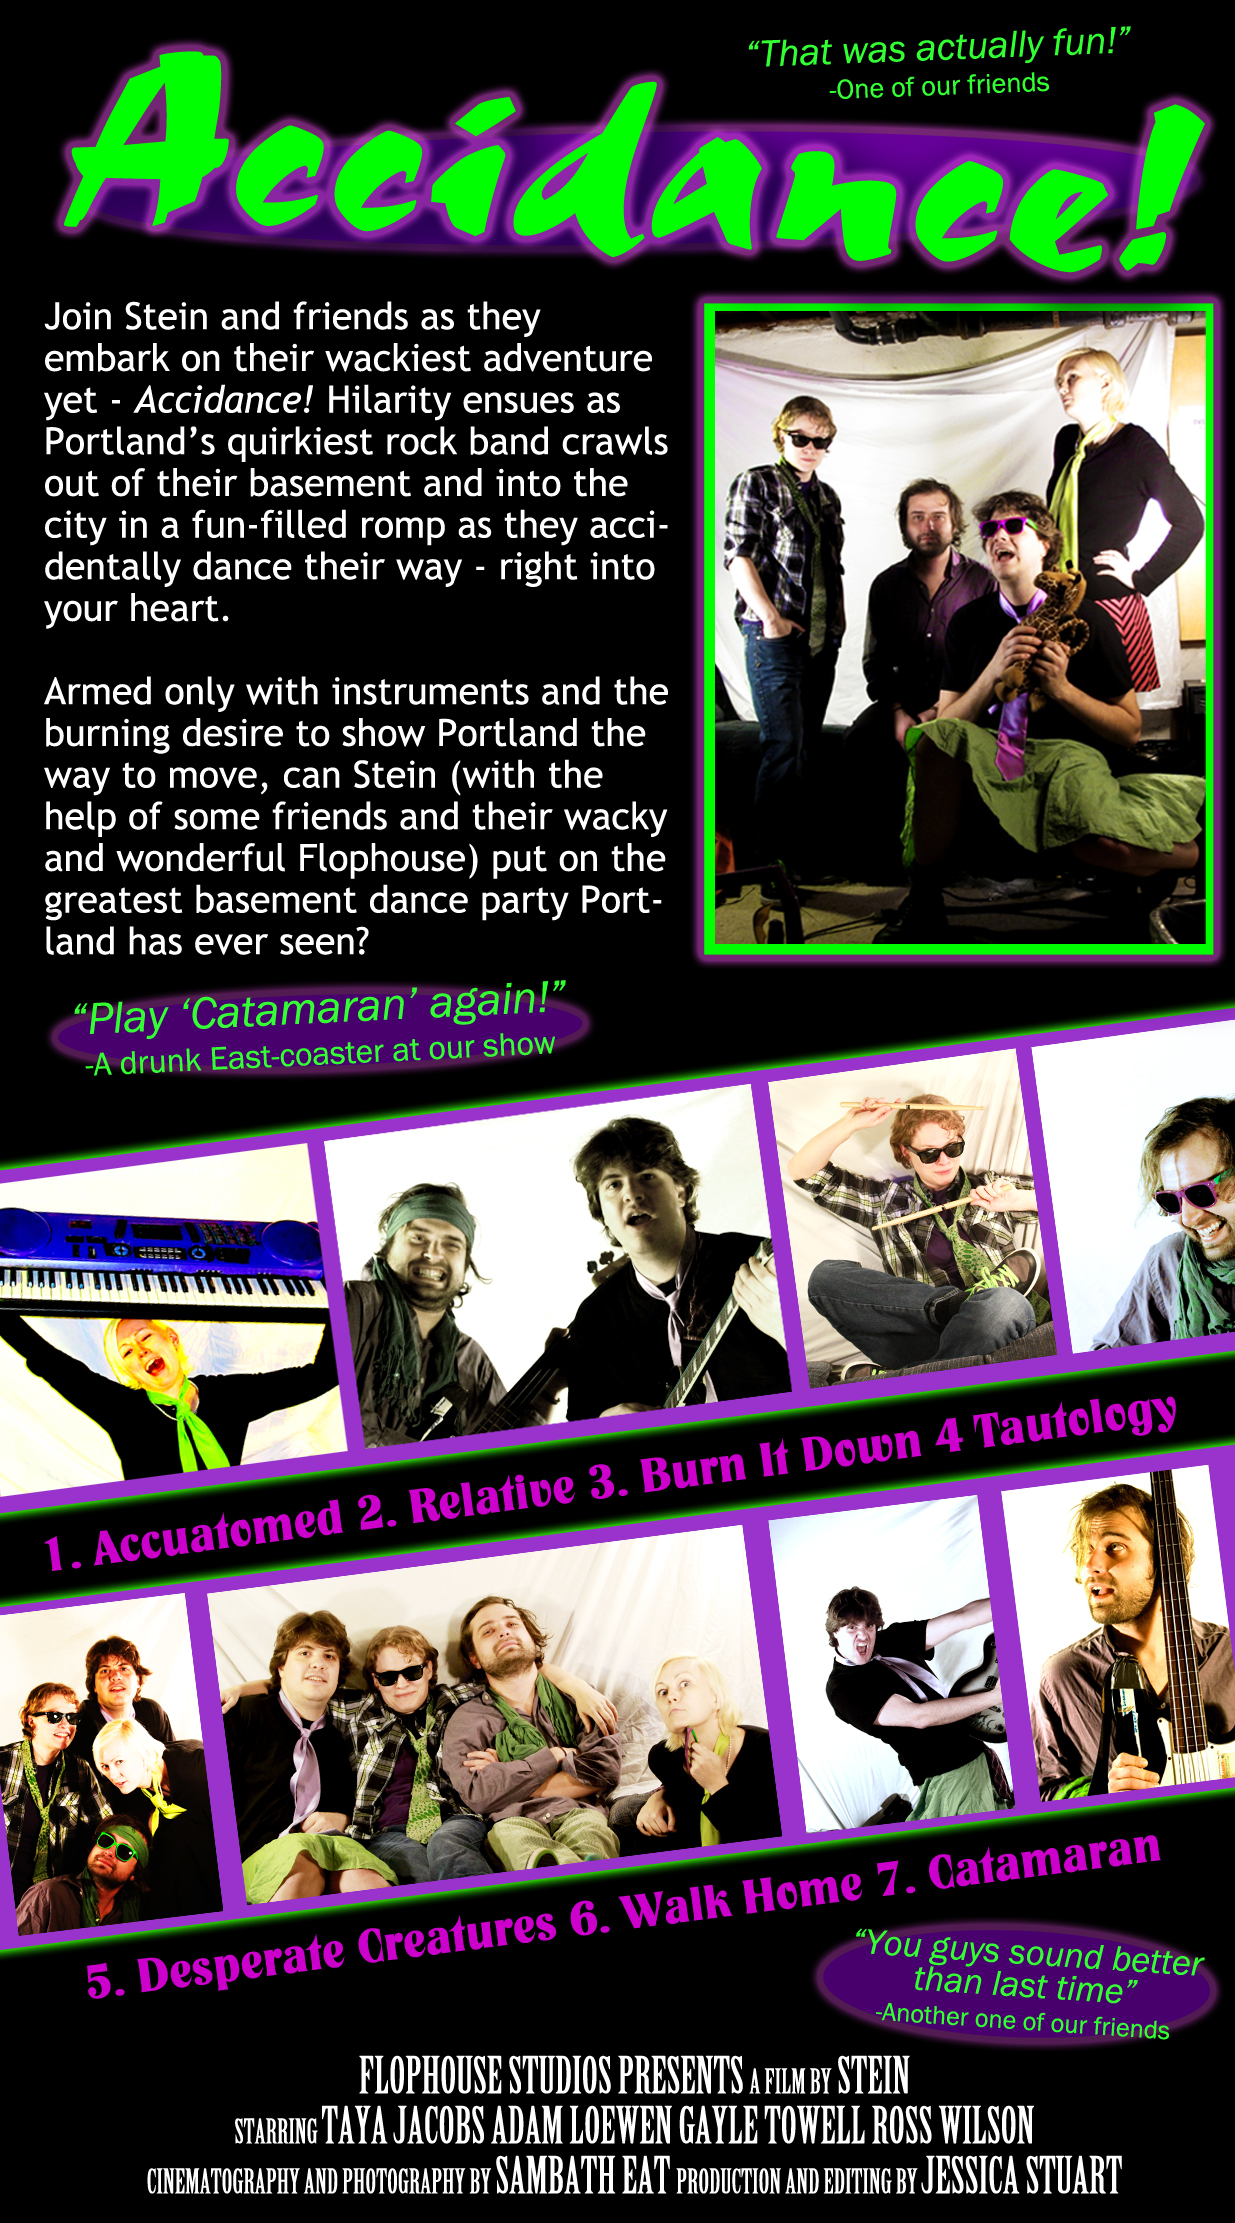 “That was actually fun!”
-One of our friends
Accidance!
Join Stein and friends as they
embark on their wackiest adventure
yet - Accidance! Hilarity ensues as
Portland’s quirkiest rock band crawls
out of their basement and into the
city in a fun-filled romp as they acci-
dentally dance their way - right into
your heart.
Armed only with instruments and the
burning desire to show Portland the
way to move, can Stein (with the
help of some friends and their wacky
and wonderful Flophouse) put on the
greatest basement dance party Port-
land has ever seen?
“Play ‘Catamaran’ again!”
-A drunk East-coaster at our show
1. Accuatomed 2. Relative 3. Burn It Down 4 Tautology
5. Desperate Creatures 6. Walk Home 7. Catamaran
“You guys sound better
than last time”
-Another one of our friends
FLOPHOUSE STUDIOS PRESENTS A FILM BY STEIN
STARRING TAYA JACOBS ADAM LOEWEN GAYLE TOWELL ROSS WILSON
CINEMATOGRAPHY AND PHOTOGRAPHY BY SAMBATH EAT PRODUCTION AND EDITING BY JESSICA STUART